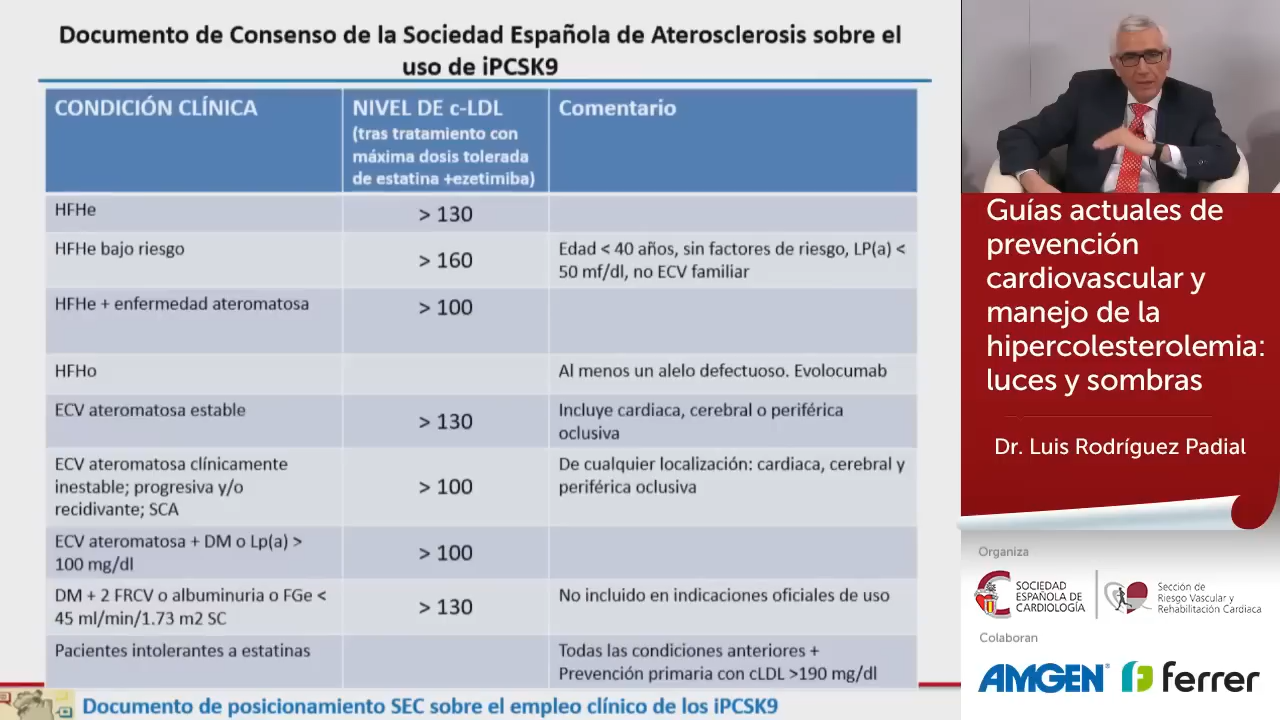 Documento de Consenso de la Sociedad Española de Aterosclerosis sobre el
uso de iPCSK9
CONDICIÓN CLÍNICA
NIVEL DE c-LDL
(tras tratamiento con
máxima dosis tolerada
de estatina +ezetimiba)
Comentario
HFHe
> 130
HFHe bajo riesgo
> 160
Edad < 40 años, sin factores de riesgo, LP(a) <
50 mf/dl, no ECV familiar
HFHe + enfermedad ateromatosa
> 100
HFHo
Al menos un alelo defectuoso. Evolocumab
ECV ateromatosa estable
> 130
Incluye cardiaca, cerebral o periférica
oclusiva
ECV ateromatosa clínicamente
inestable; progresiva y/o
recidivante; SCA
> 100
De cualquier localización: cardiaca, cerebral y
periférica oclusiva
ECV ateromatosa + DM o Lp(a) >
100 mg/dl
> 100
DM + 2 FRCV o albuminuria o FGe <
45 ml/min/1.73 m2 SC
> 130
No incluido en indicaciones oficiales de uso
Pacientes intolerantes a estatinas
Todas las condiciones anteriores +
Prevención primaria con cLDL >190 mg/dl
Documento de posicionamiento SEC sobre el empleo clínico de los iPCSK9
Guías actuales de
prevención
cardiovascular y
manejo de la
hipercolesterolemia:
luces y sombras
Dr. Luis Rodríguez Padial
Organiza
SOCIEDAD
ESPAÑOLA DE
CARDIOLOGÍA
Sección de
Riesgo Vascular y
Rehabilitación Cardiaca
Colaboran
AMGEN®
ferrer